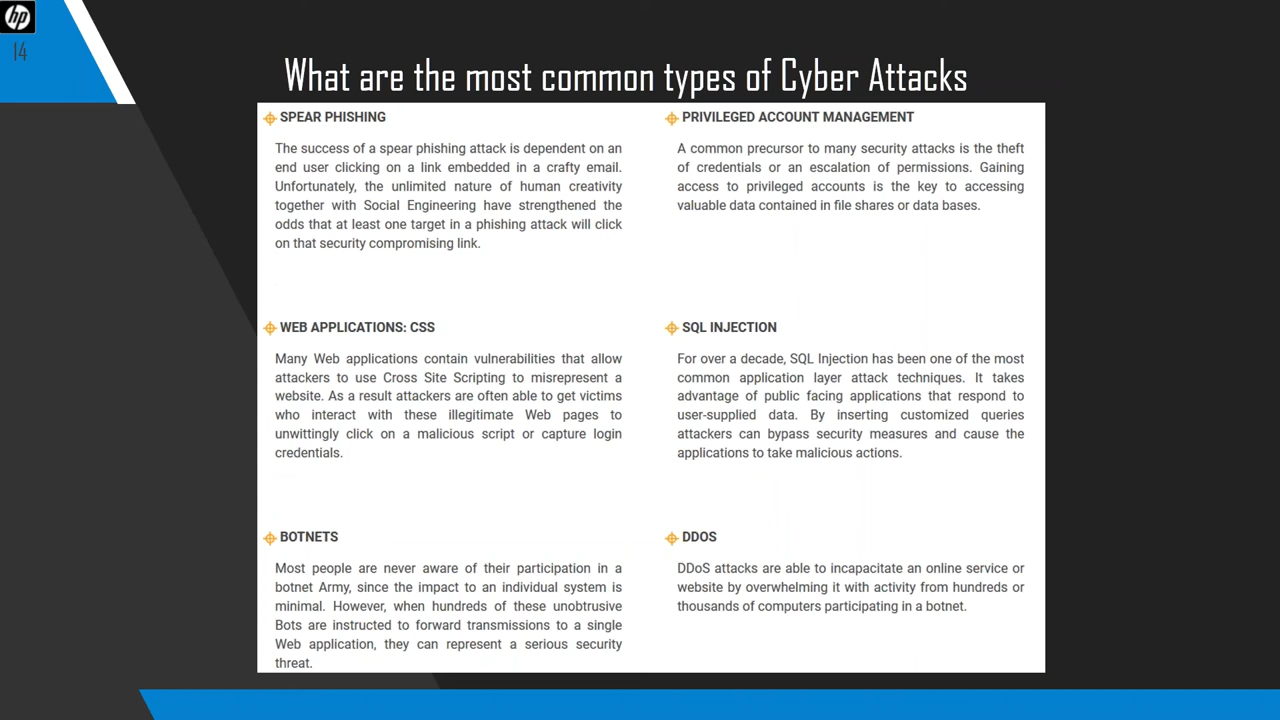 hp
14
What are the most common types of Cyber Attacks
SPEAR PHISHING
The success of a spear phishing attack is dependent on an
end user clicking on a link embedded in a crafty email.
Unfortunately, the unlimited nature of human creativity
together with Social Engineering have strengthened the
odds that at least one target in a phishing attack will click
on that security compromising link.
PRIVILEGED ACCOUNT MANAGEMENT
A common precursor to many security attacks is the theft
of credentials or an escalation of permissions. Gaining
access to privileged accounts is the key to accessing
valuable data contained in file shares or data bases.
WEB APPLICATIONS: CSS
Many Web applications contain vulnerabilities that allow
attackers to use Cross Site Scripting to misrepresent a
website. As a result attackers are often able to get victims
who interact with these illegitimate Web pages to
unwittingly click on a malicious script or capture login
credentials.
SQL INJECTION
For over a decade, SQL Injection has been one of the most
common application layer attack techniques. It takes
advantage of public facing applications that respond to
user-supplied data. By inserting customized queries
attackers can bypass security measures and cause the
applications to take malicious actions.
BOTNETS
Most people are never aware of their participation in a
botnet Army, since the impact to an individual system is
minimal. However, when hundreds of these unobtrusive
Bots are instructed to forward transmissions to a single
Web application, they can represent a serious security
threat.
DDOS
DDoS attacks are able to incapacitate an online service or
website by overwhelming it with activity from hundreds or
thousands of computers participating in a botnet.